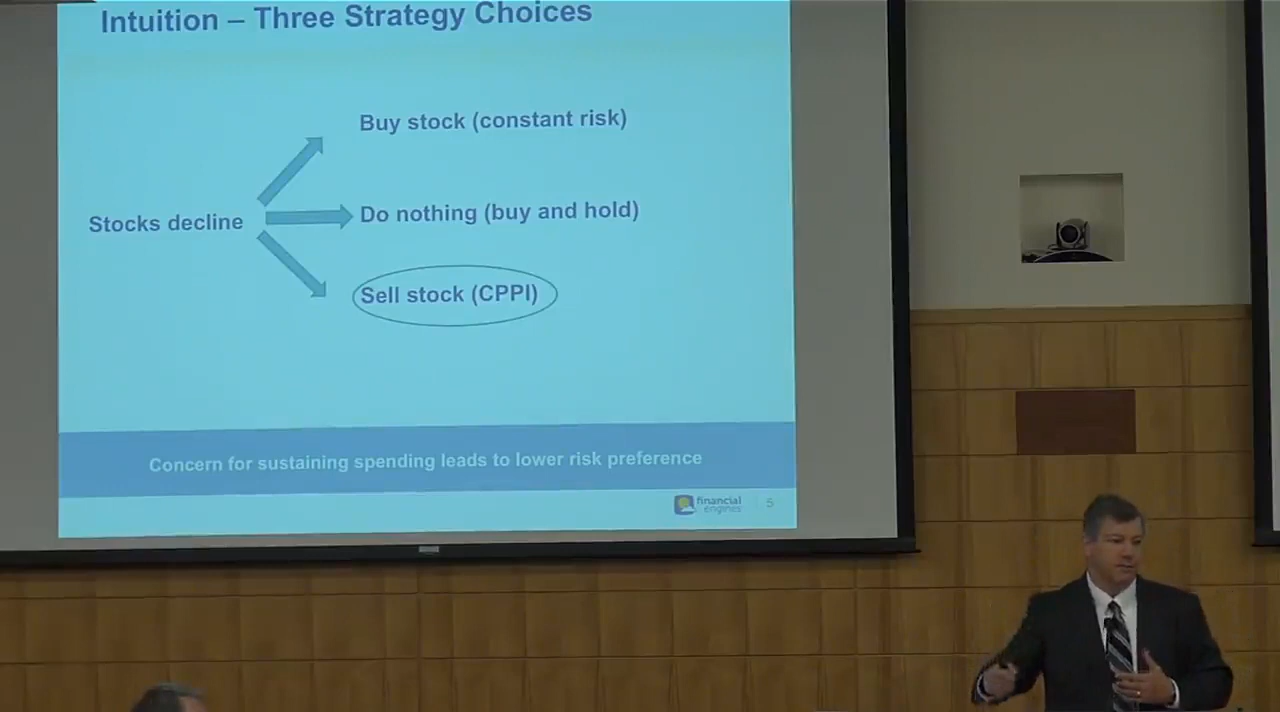 Intuition – Three Strategy Choices
Buy stock (constant risk)
Stocks decline
Do nothing (buy and hold)
Sell stock (CPPI)
Concern for sustaining spending leads to lower risk preference
financial
engines
5